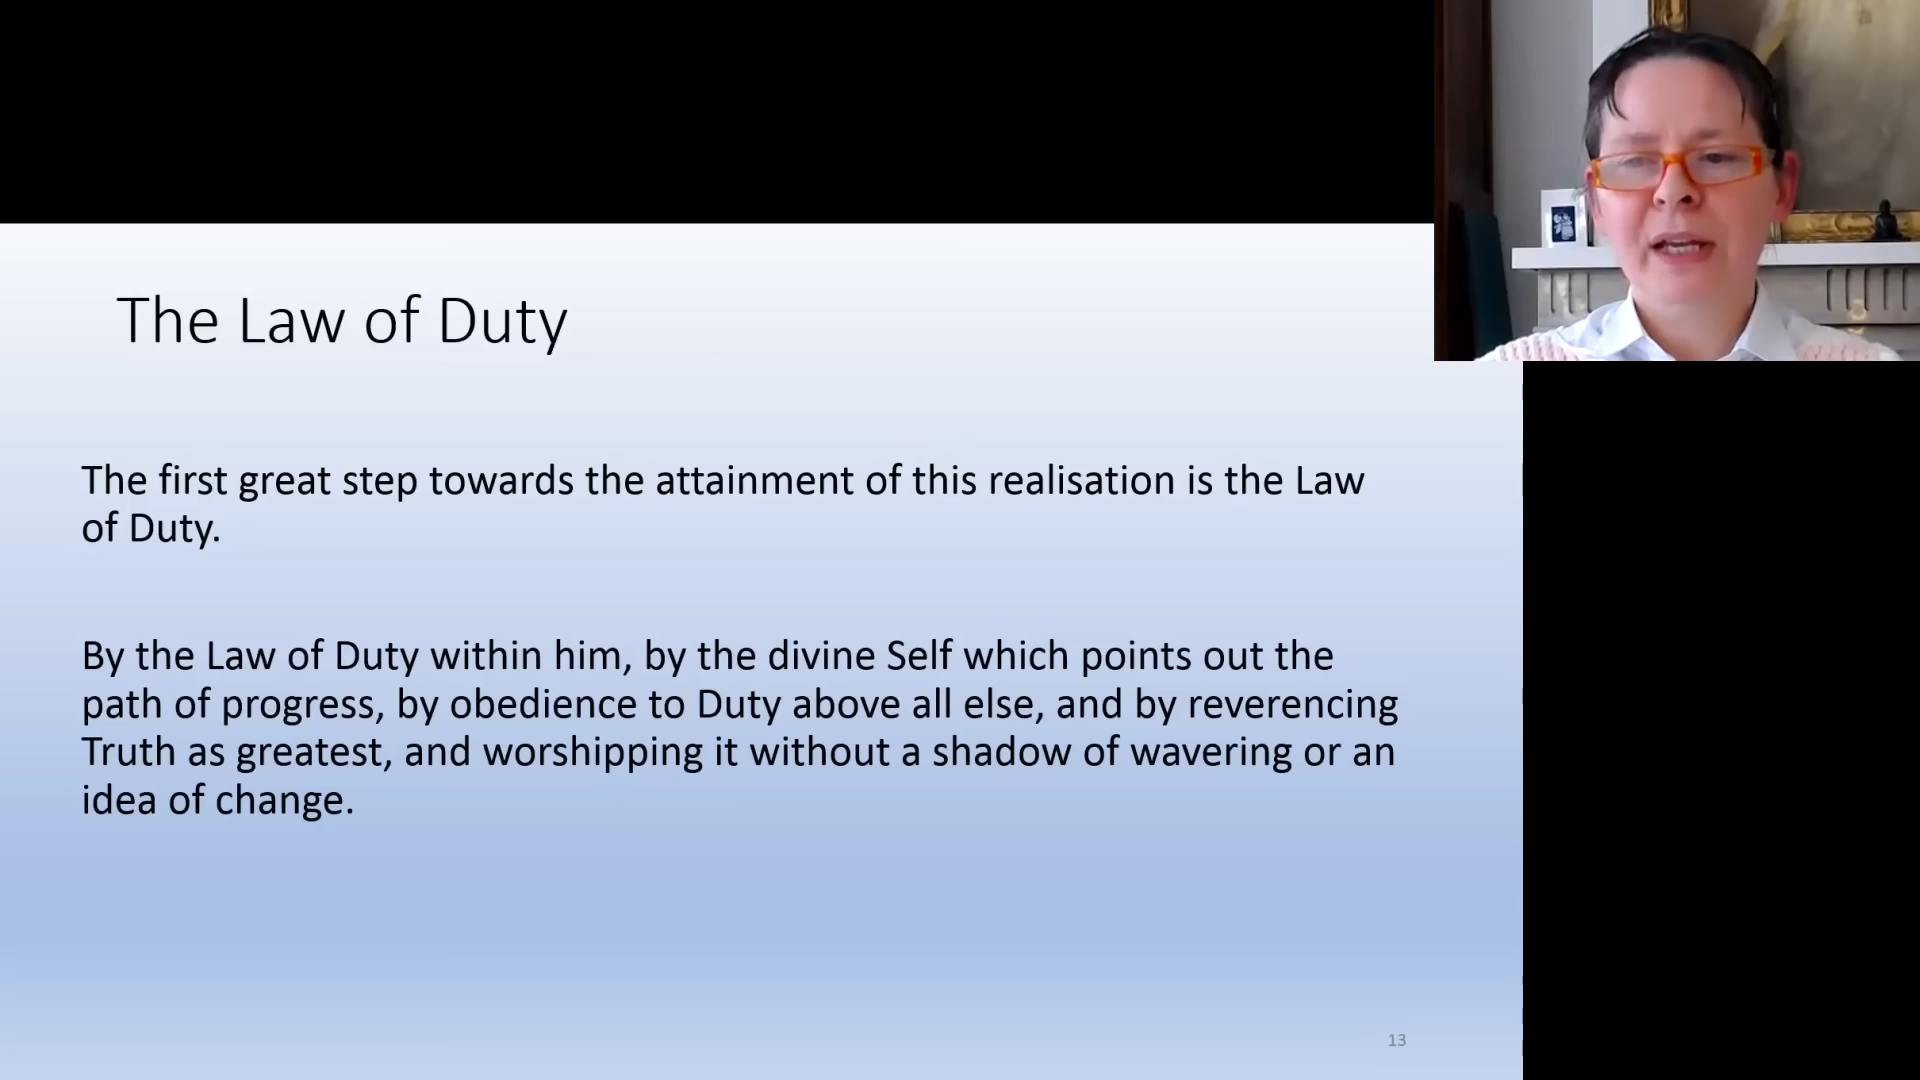 The Law of Duty
The first great step towards the attainment of this realisation is the Law
of Duty.
By the Law of Duty within him, by the divine Self which points out the
path of progress, by obedience to Duty above all else, and by reverencing
Truth as greatest, and worshipping it without a shadow of wavering or an
idea of change.
13